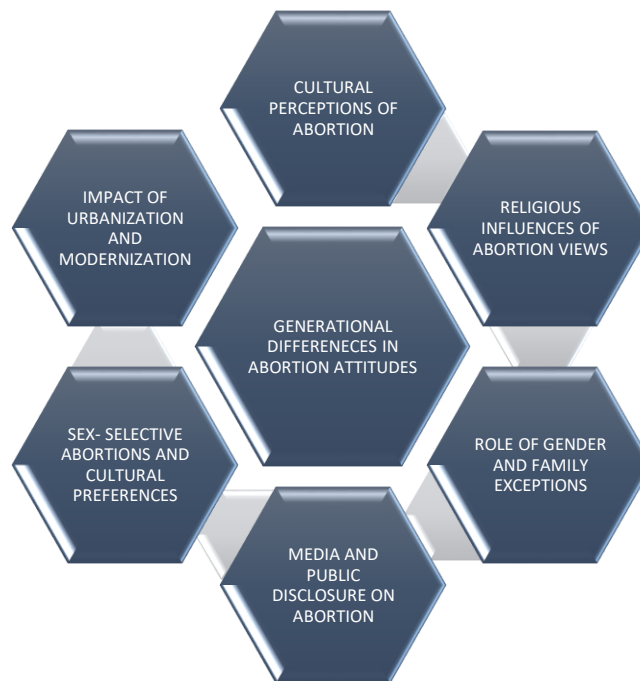 CULTURAL
PERCEPTIONS OF
ABORTION
RELIGIOUS
INFLUENCES OF
ABORTION VIEWS
ROLE OF GENDER
AND FAMILY
EXCEPTIONS
MEDIA AND
PUBLIC
DISCLOSURE ON
ABORTION
SEX- SELECTIVE
ABORTIONS AND
CULTURAL
PREFERENCES
IMPACT OF
URBANIZATION
AND
MODERNIZATION
GENERATIONAL
DIFFERENECES IN
ABORTION ATTITUDES